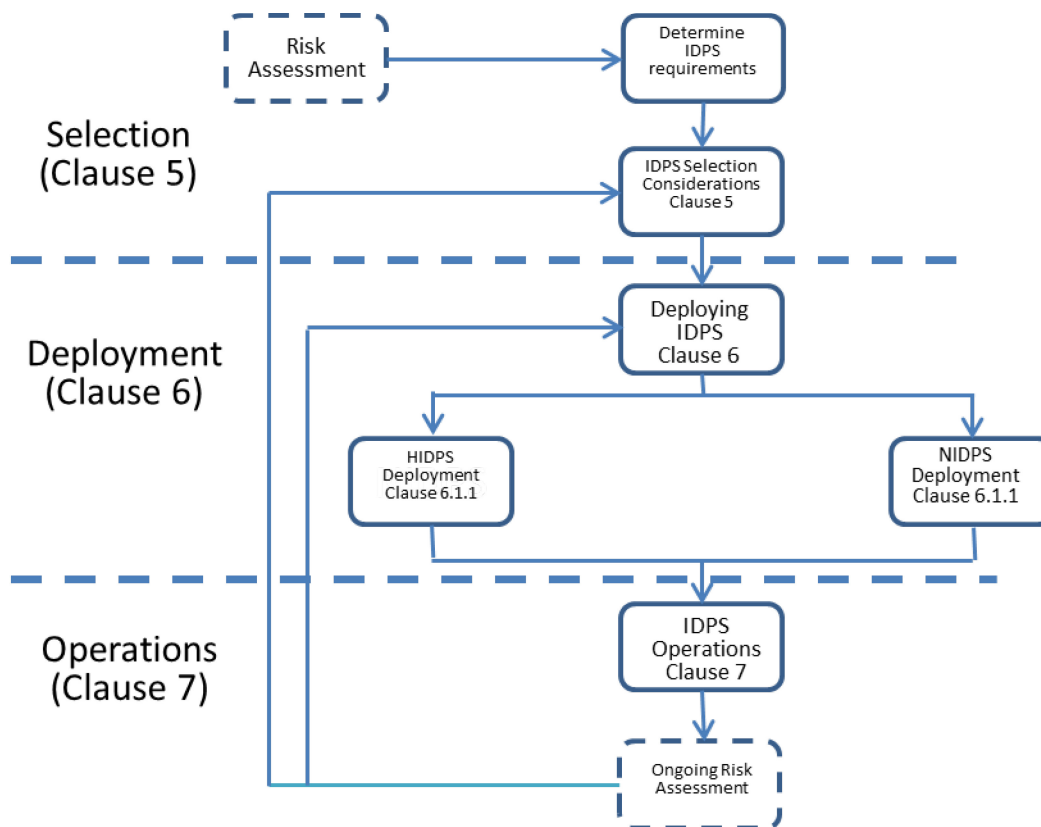 Risk
Assessment
Determine
IDPS
requirements
Selection
(Clause 5)
IDPS Selection
Considerations
Clause 5
Deploying
IDPS
Clause 6
Deployment
(Clause 6)
HIDPS
Deployment
Clause 6.1.1
NIDPS
Deployment
Clause 6.1.1
IDPS
Operations
Clause 7
Operations
(Clause 7)
Ongoing Risk
Assessment